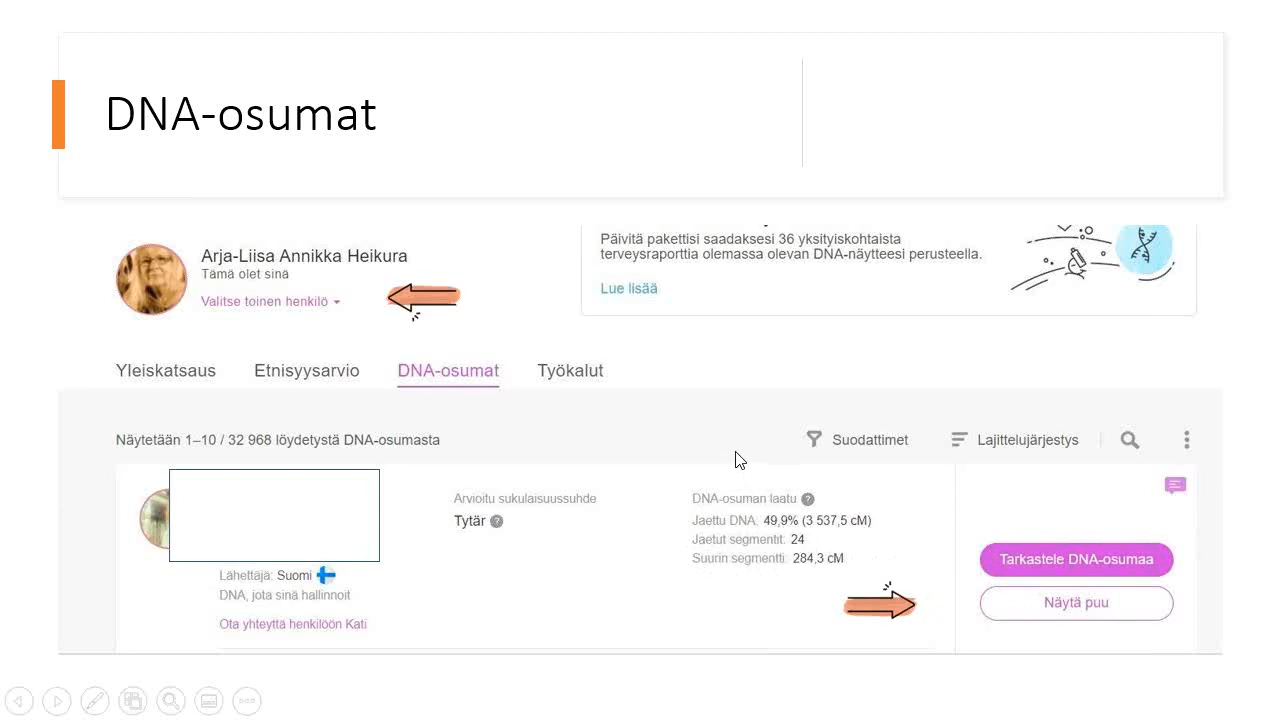 DNA-osumat
Arja-Liisa Annikka Heikura
Tämä olet sinä
Valitse toinen henkilö
Päivitä pakettisi saadaksesi 36 yksityiskohtaista
terveysraporttia olemassa olevan DNA-näytteesi perusteella.
Lue lisää
Yleiskatsaus Etnisyysarvio DNA-osumat Työkalut
Näytetään 1–10 / 32 968 löydetystä DNA-osumasta
Suodattimet Lajittelujärjestys
Arvioitu sukulaisuussuhde
Tytär ?
DNA-osuman laatu ?
Jaettu DNA: 49,9% (3 537,5 cM)
Jaetut segmentit: 24
Suurin segmentti: 284,3 cM
Lähettäjä: Suomi
DNA, jota sinä hallinnoit
Ota yhteyttä henkilöön Kati
Tarkastele DNA-osumaa
Näytä puu